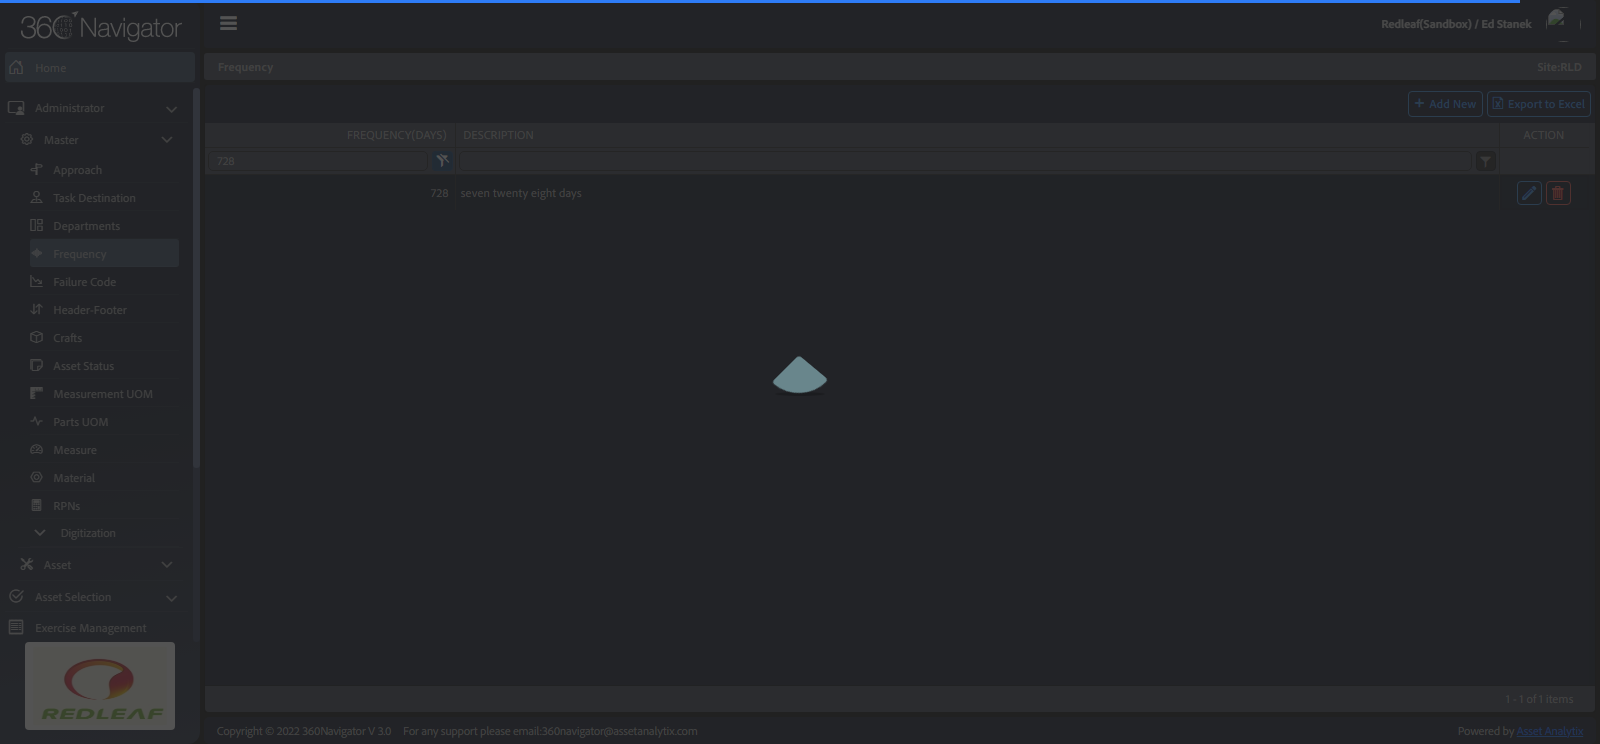 360 Navigator
Redleaf(Sandbox) / Ed Stanek
Home
Frequency
Site:RLD
Administrator
Add New
Export to Excel
FREQUENCY(DAYS)
DESCRIPTION
ACTION
Master
728
Approach
728
seven twenty eight days
Task Destination
Departments
Frequency
Failure Code
Header-Footer
Crafts
Asset Status
Measurement UOM
Parts UOM
Measure
Material
RPNs
Digitization
Asset
Asset Selection
Exercise Management
REDLEAF
1 - 1 of 1 items
Copyright © 2022 360Navigator V 3.0
For any support please email:360navigator@assetanalytix.com
Powered by Asset Analytix